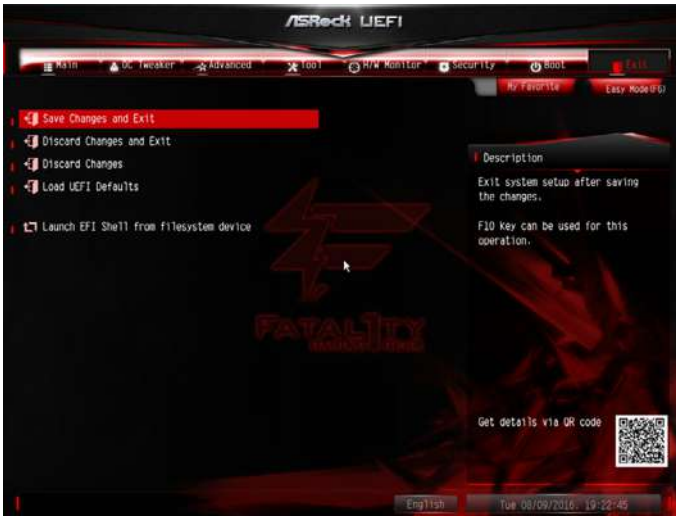 ASRock UEFI
Main
OC Tweaker
Advanced
Tool
H/W Monitor
Security
Boot
Exit
My Favorite
Easy Mode(F6)
Save Changes and Exit
Discard Changes and Exit
Discard Changes
Load UEFI Defaults
Launch EFI Shell from filesystem device
Description
Exit system setup after saving
the changes.
F10 key can be used for this
operation.
FATAL1TY
Get details via QR code
English
Tue 08/09/2016, 19:22:45